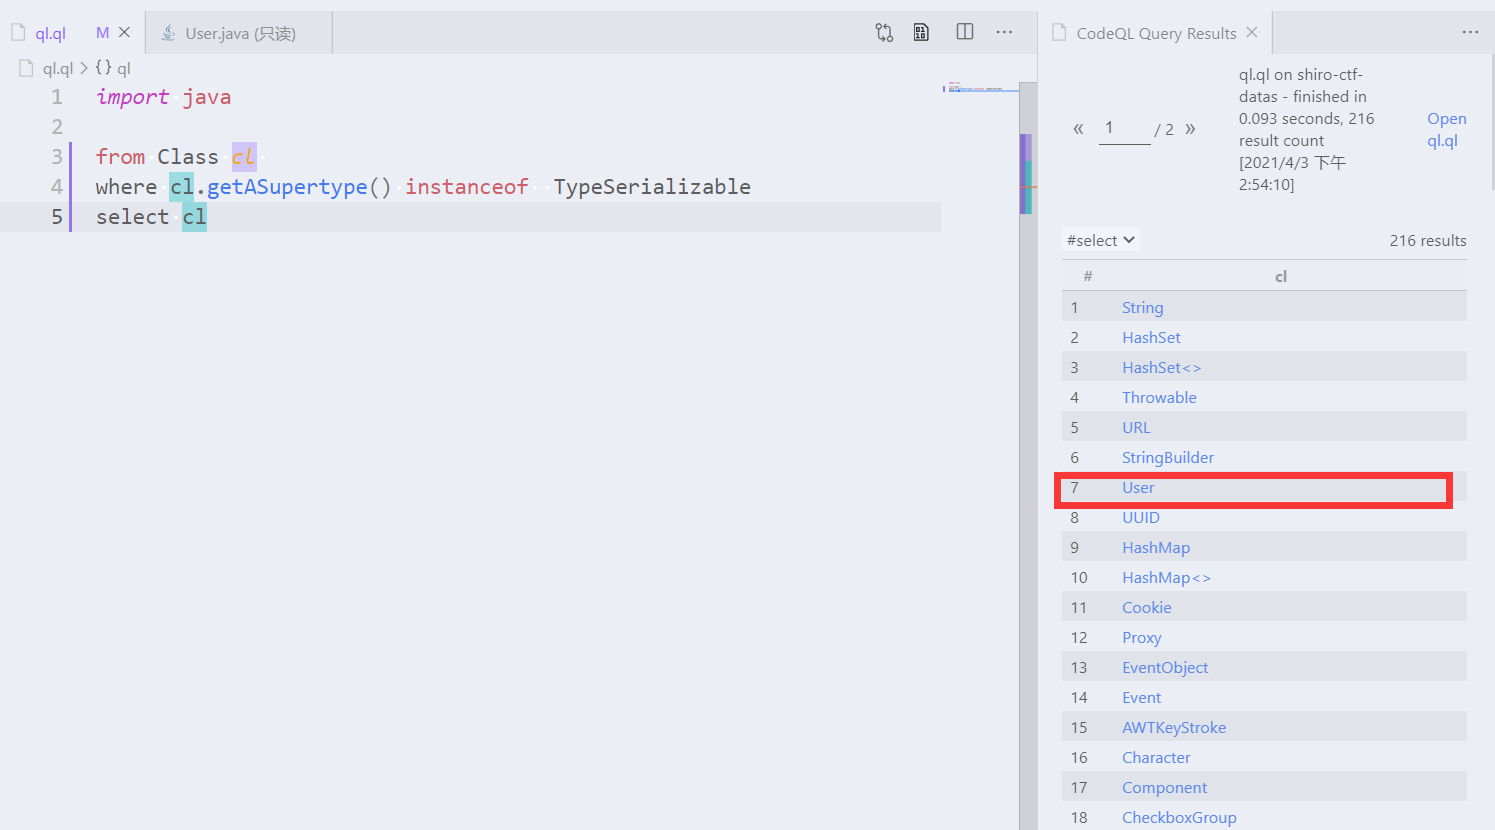 ql.ql M
User.java (只读)
ql.ql > {} ql
1 import java
2
3 from Class cl
4 where cl.getASupertype() instanceof TypeSerializable
5 select cl
CodeQL Query Results
« 1 / 2 »
ql.ql on shiro-ctf-
datas - finished in
0.093 seconds, 216
result count
[2021/4/3 下午
2:54:10]
Open
ql.ql
#select
216 results
# cl
1 String
2 HashSet
3 HashSet<>
4 Throwable
5 URL
6 StringBuilder
7 User
8 UUID
9 HashMap
10 HashMap<>
11 Cookie
12 Proxy
13 EventObject
14 Event
15 AWTKeyStroke
16 Character
17 Component
18 CheckboxGroup